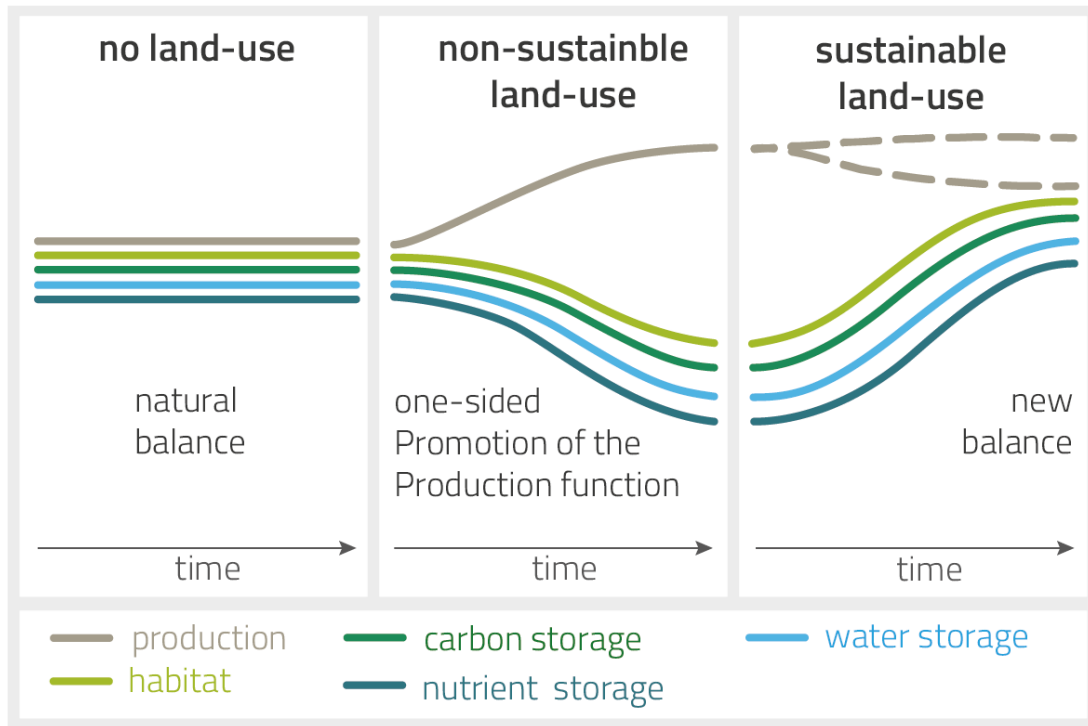 no land-use
natural
balance
time
non-sustainble
land-use
one-sided
Promotion of the
Production function
time
sustainable
land-use
new
balance
time
production
habitat
carbon storage
nutrient storage
water storage